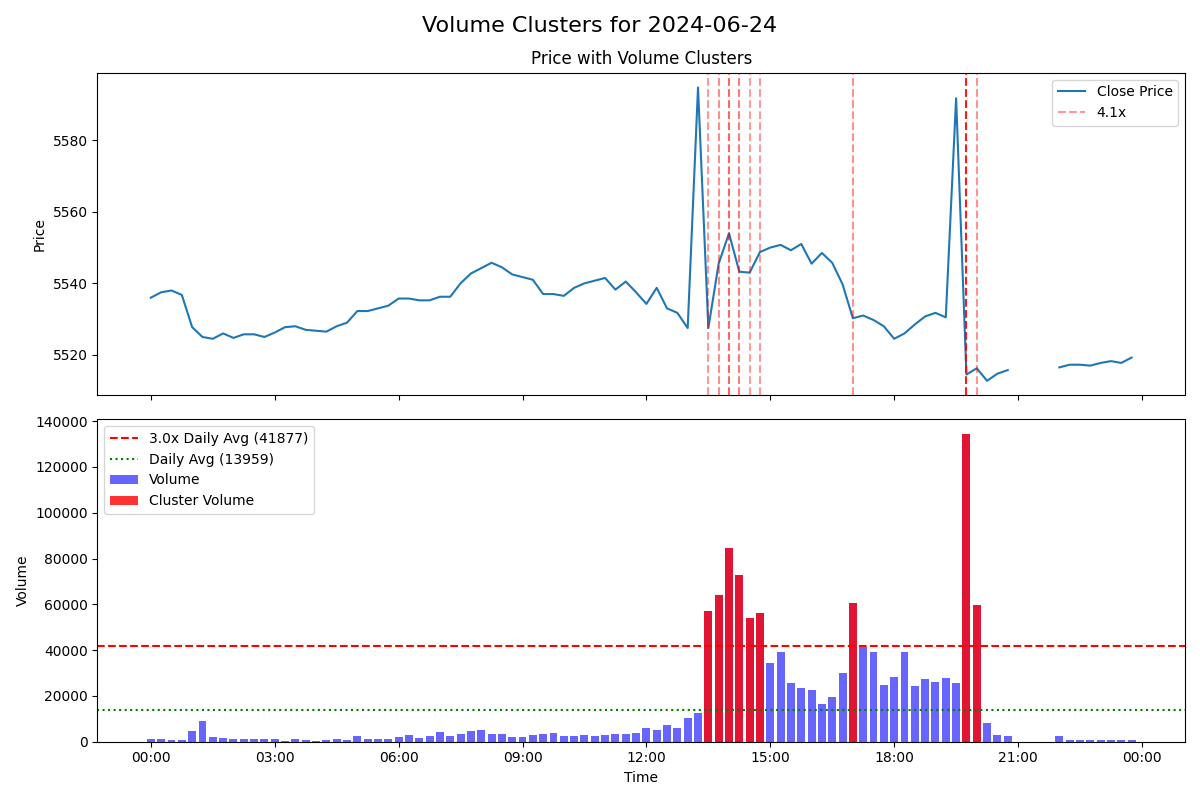 Volume Clusters for 2024-06-24
Price with Volume Clusters
Close Price
4.1x
5580
5560
5540
5520
Price
3.0x Daily Avg (41877)
Daily Avg (13959)
Volume
Cluster Volume
140000
120000
100000
80000
60000
40000
20000
0
Volume
00:00 03:00 06:00 09:00 12:00 15:00 18:00 21:00 00:00
Time